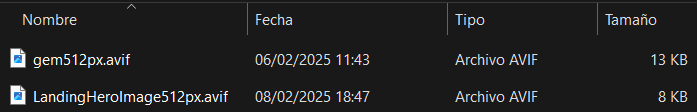 Nombre Fecha Tipo Tamaño
gem512px.avif 06/02/2025 11:43 Archivo AVIF 13 KB
LandingHeroImage512px.avif 08/02/2025 18:47 Archivo AVIF 8 KB